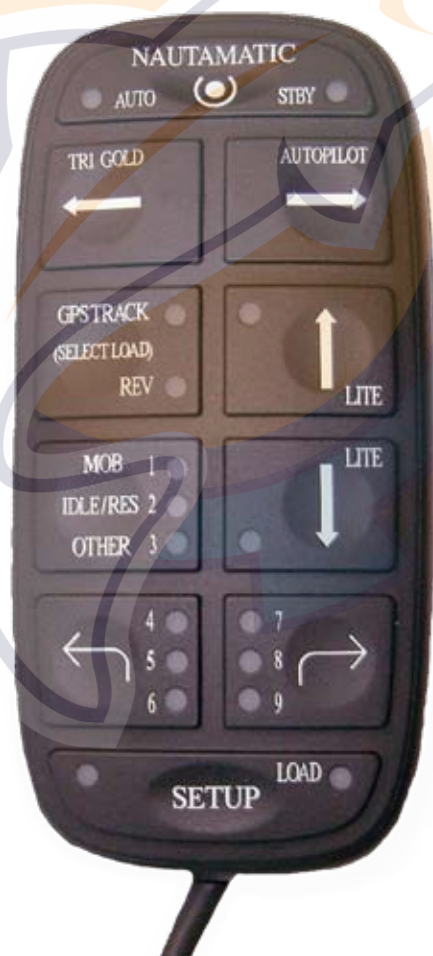 NAUTAMATIC
AUTO STBY
TRI GOLD AUTOPILOT
GPS TRACK
(SELECT LOAD)
REV
LITE
LITE
MOB 1
IDLE/RES 2
OTHER 3
4 7
5 8
6 9
LOAD
SETUP